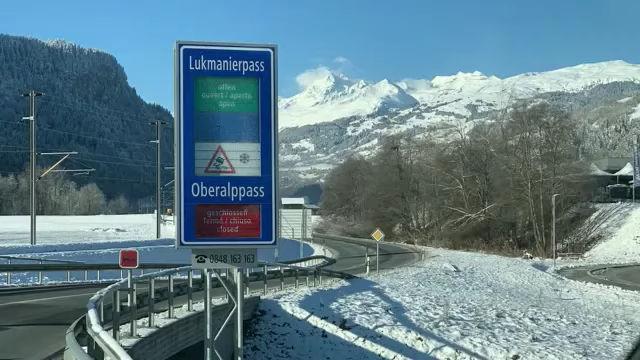 Lukmanierpass
offen
ouvert / aperto
open
Oberalppass
geschlossen
fermé / chiuso
closed
0848 163 163